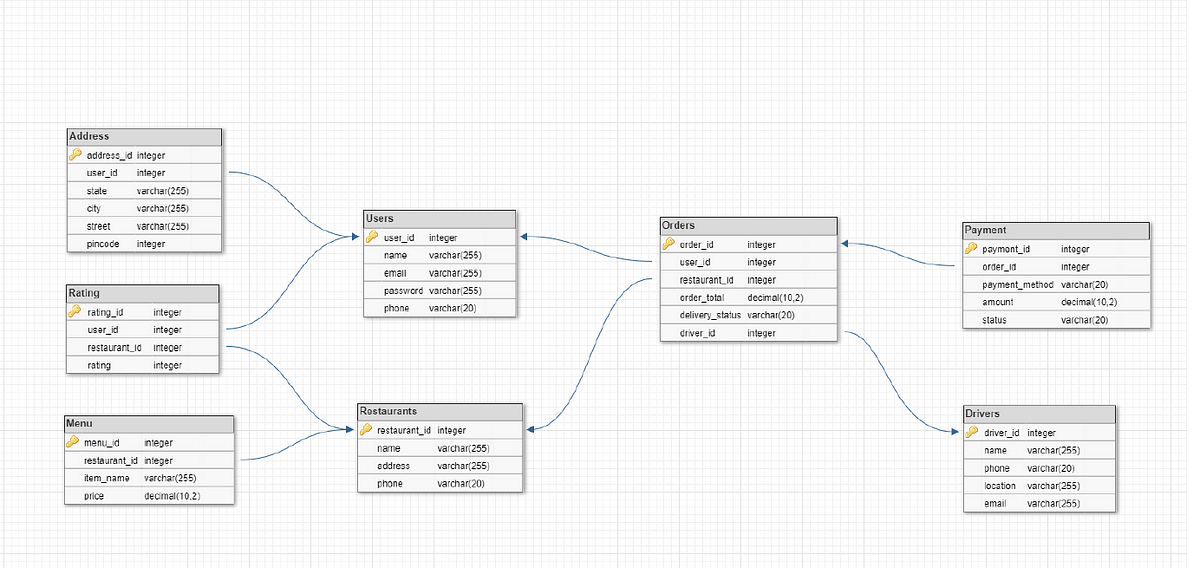 Address
address_id integer
user_id integer
state varchar(255)
city varchar(255)
street varchar(255)
pincode integer
Rating
rating_id integer
user_id integer
restaurant_id integer
rating integer
Menu
menu_id integer
restaurant_id integer
item_name varchar(255)
price decimal(10,2)
Users
user_id integer
name varchar(255)
email varchar(255)
password varchar(255)
phone varchar(20)
Rostaurants
restaurant_id integer
name varchar(255)
address varchar(255)
phone varchar(20)
Orders
order_id integer
user_id integer
restaurant_id integer
order_total decimal(10,2)
delivery_status varchar(20)
driver_id integer
Payment
paymont_id integer
order_id integer
payment_method varchar(20)
amount decimal(10,2)
status varchar(20)
Drivers
driver_id integer
name varchar(255)
phone varchar(20)
location varchar(255)
email varchar(255)